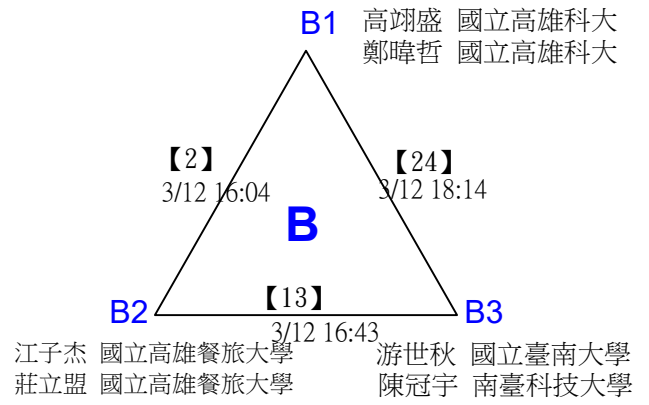 B1
高翊盛 國立高雄科大
鄭暐哲 國立高雄科大
【2】
3/12 16:04
【24】
3/12 18:14
B
B2
【13】
3/12 16:43
B3
江子杰 國立高雄餐旅大學
莊立盟 國立高雄餐旅大學
游世秋 國立臺南大學
陳冠宇 南臺科技大學